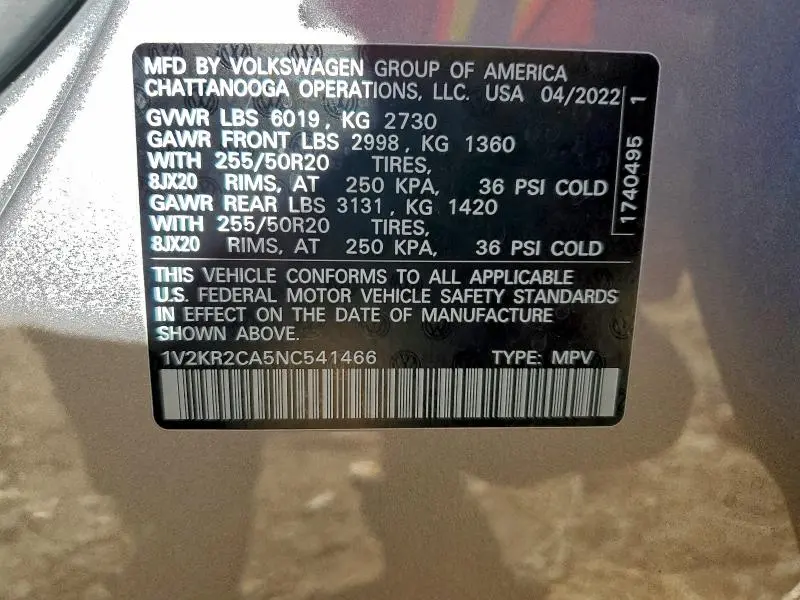 MFD BY VOLKSWAGEN GROUP OF AMERICA
CHATTANOOGA OPERATIONS, LLC. USA 04/2022
GVWR LBS 6019, KG 2730
GAWR FRONT LBS 2998, KG 1360
WITH 255/50R20 TIRES,
8JX20 RIMS, AT 250 KPA, 36 PSI COLD
GAWR REAR LBS 3131, KG 1420
WITH 255/50R20 TIRES,
8JX20 RIMS, AT 250 KPA, 36 PSI COLD
THIS VEHICLE CONFORMS TO ALL APPLICABLE
U.S. FEDERAL MOTOR VEHICLE SAFETY STANDARDS
IN EFFECT ON THE DATE OF MANUFACTURE
SHOWN ABOVE.
1V2KR2CA5NC541466 TYPE: MPV
1740495 1